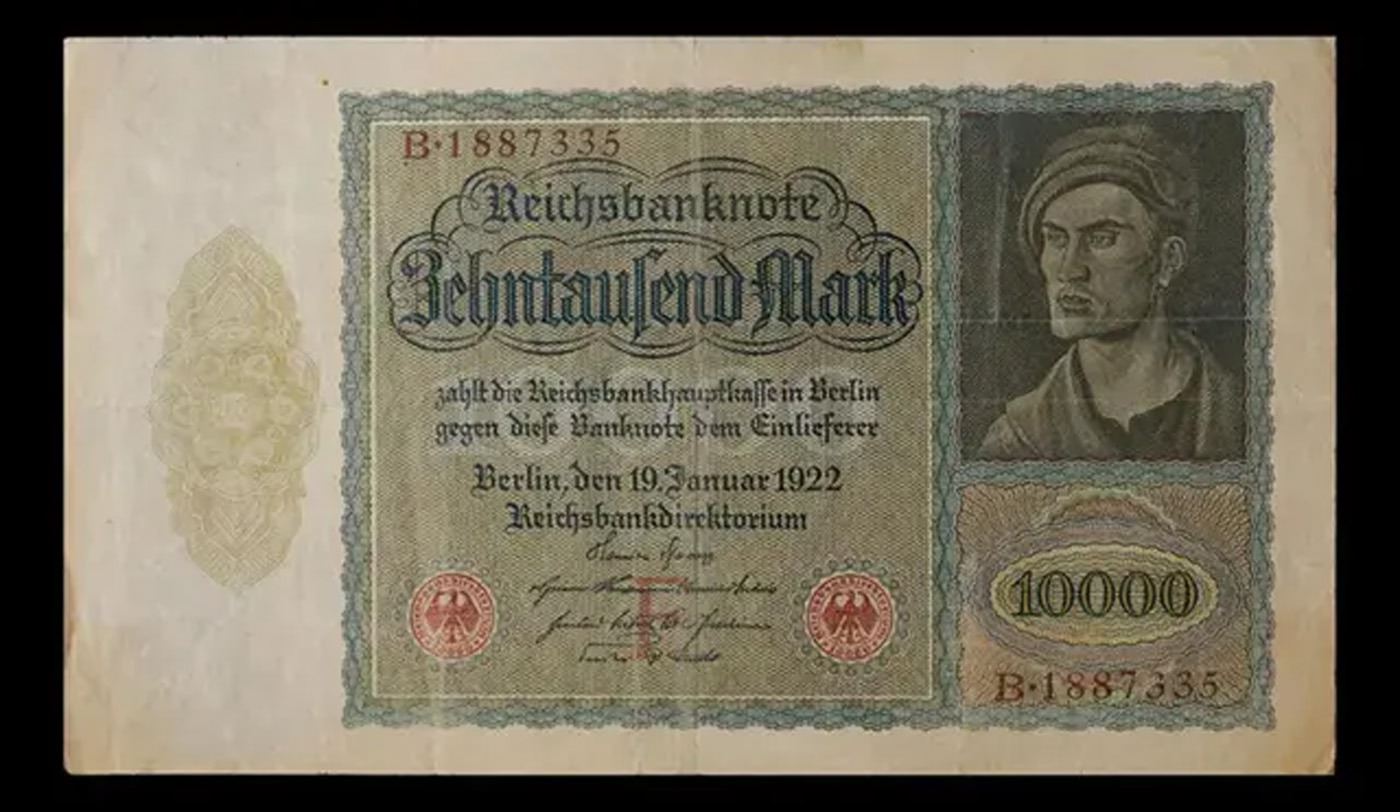 B·1887335
Reichsbanknote
Zehntauſend Mark
zahlt die Reichsbankhauptkaſſe in Berlin
gegen dieſe Banknote dem Einlieferer
Berlin, den 19. Januar 1922
Reichsbankdirektorium
F
10000
B·1887335